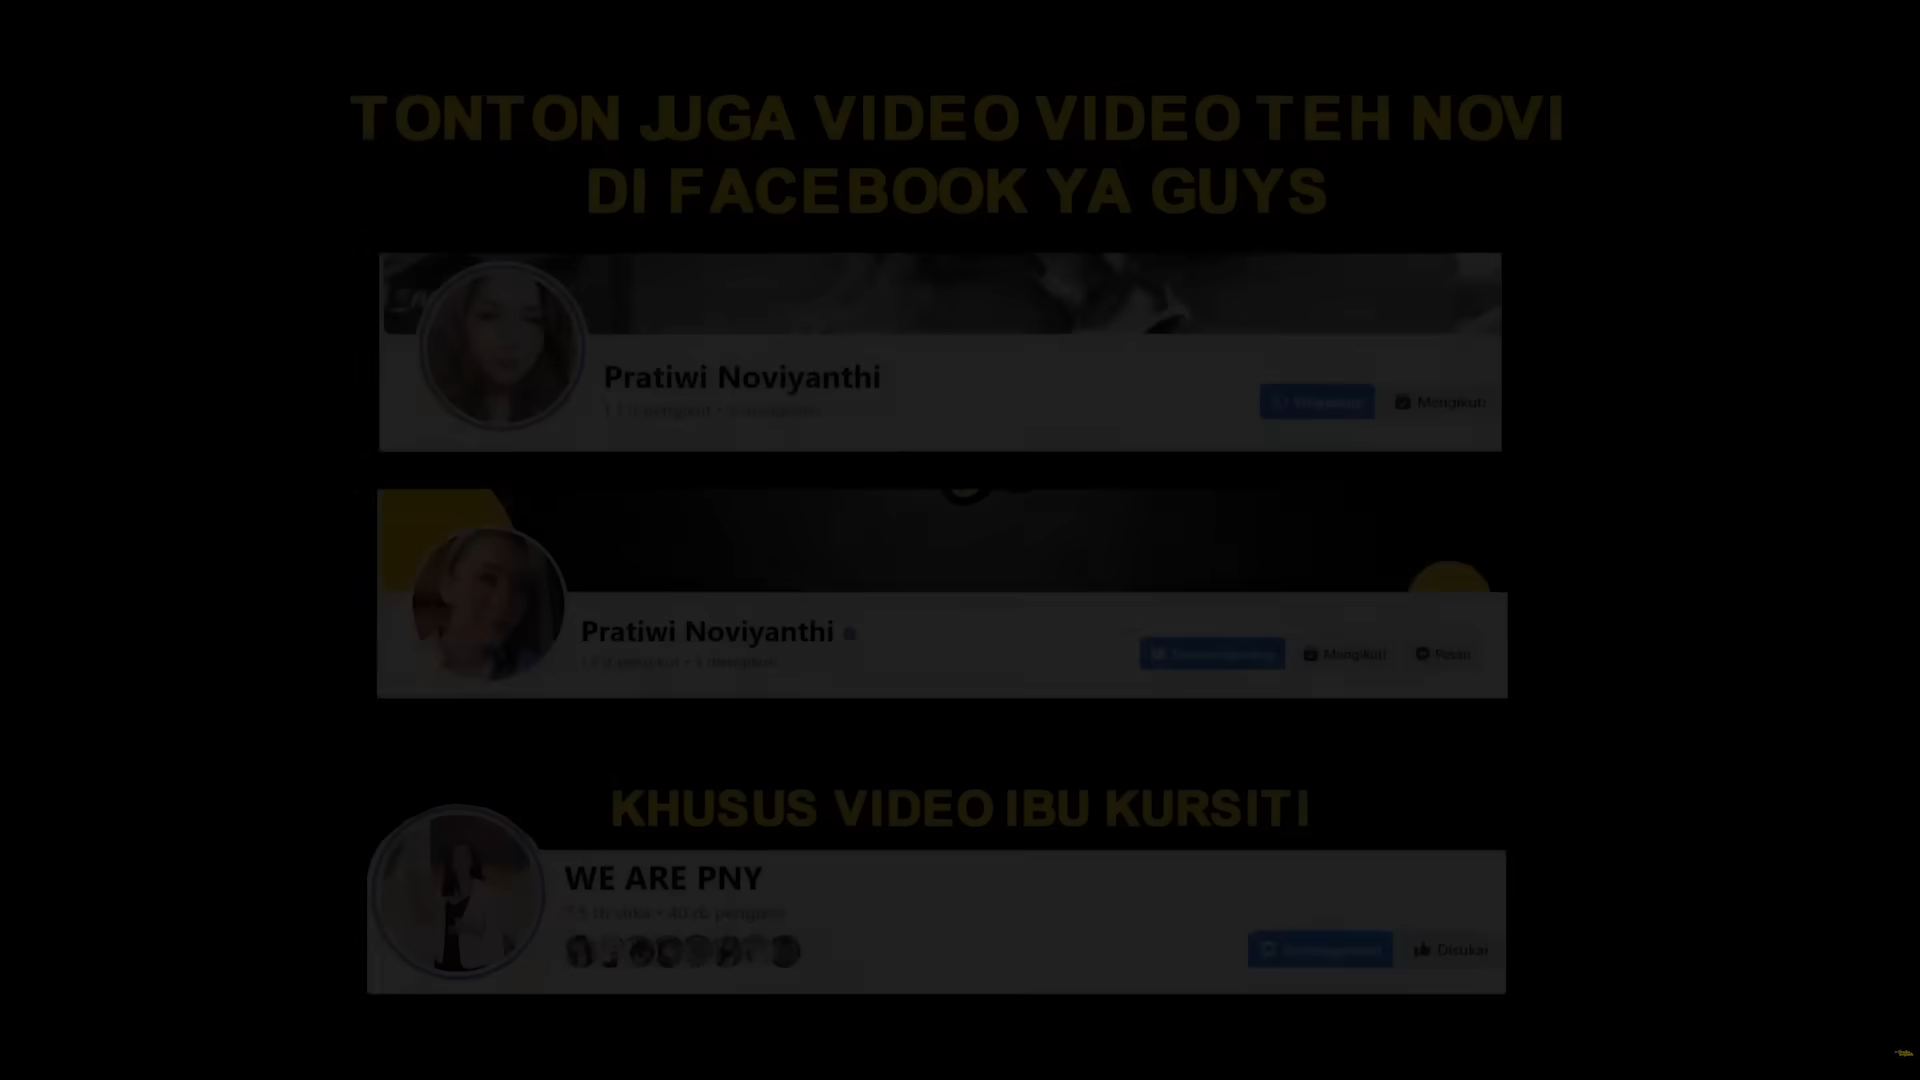 TONTON JUGA VIDEO VIDEO TEH NOVI
DI FACEBOOK YA GUYS
Pratiwi Noviyanthi
Mengikuti
Pratiwi Noviyanthi
Mengikuti
Pesan
KHUSUS VIDEO IBU KURSITI
WE ARE PNY
Disukai